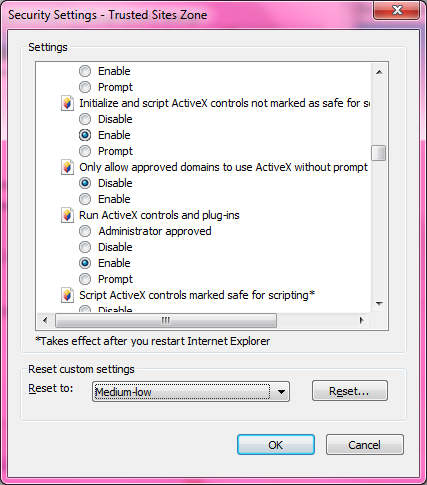 Security Settings - Trusted Sites Zone
Settings
Enable
Prompt
Initialize and script ActiveX controls not marked as safe for
Disable
Enable
Prompt
Only allow approved domains to use ActiveX without prompt
Disable
Enable
Run ActiveX controls and plug-ins
Administrator approved
Disable
Enable
Prompt
Script ActiveX controls marked safe for scripting*
Disable
*Takes effect after you restart Internet Explorer
Reset custom settings
Reset to: Medium-low Reset...
OK Cancel